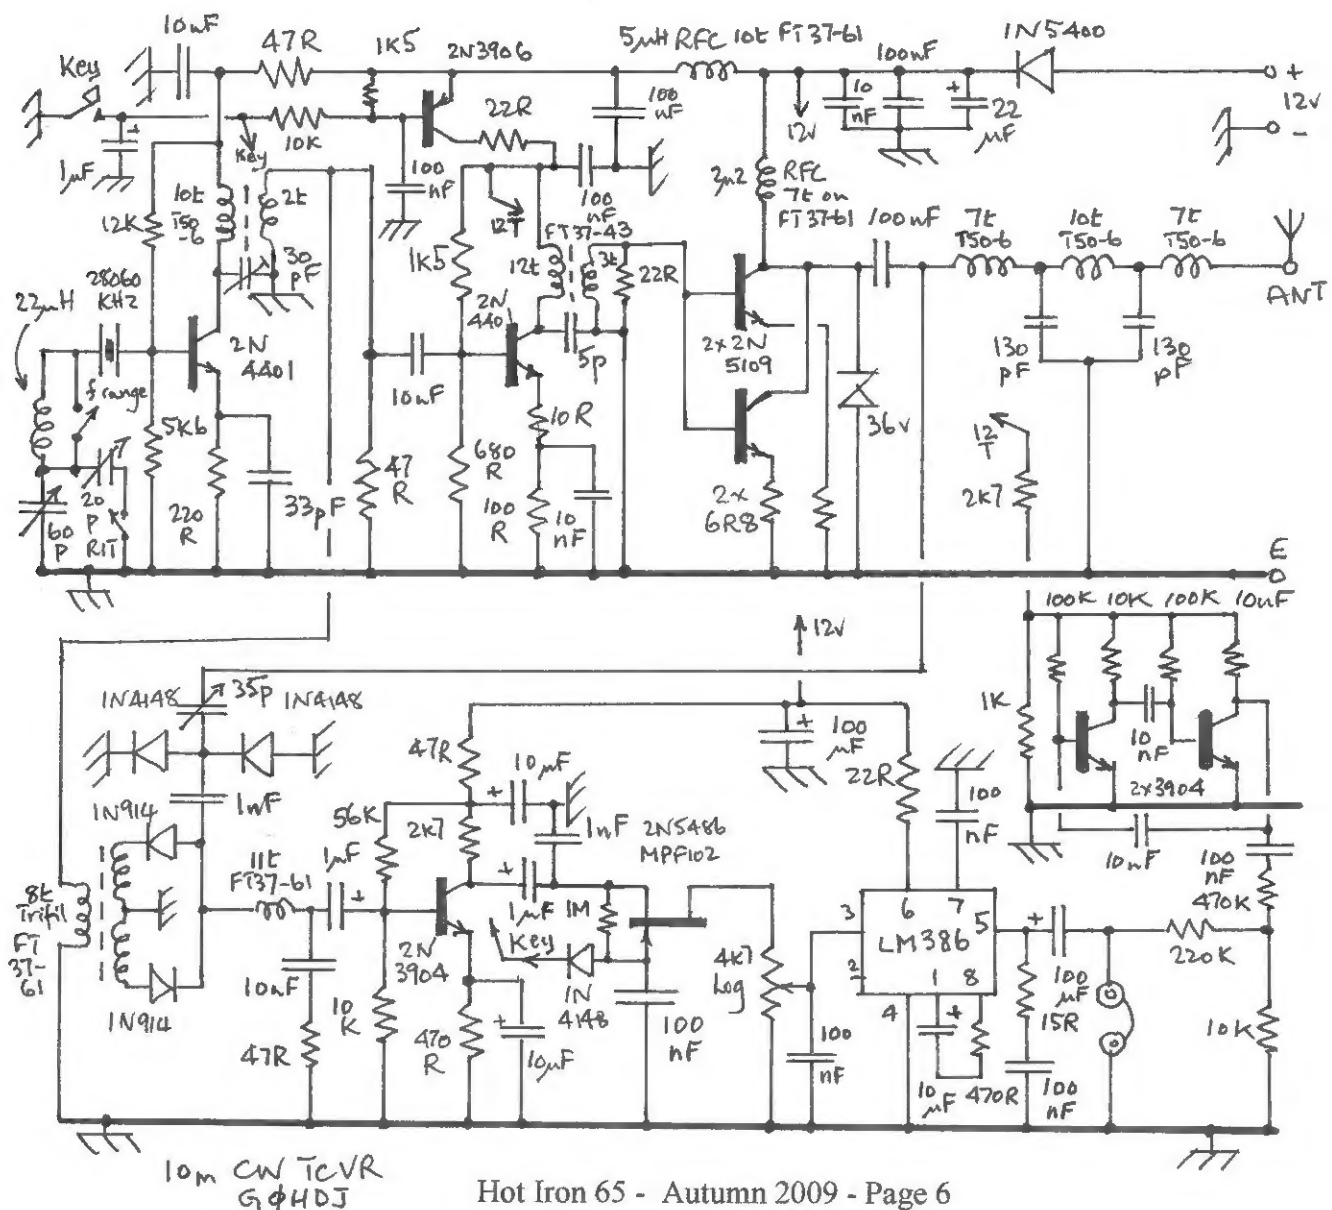 10nF
47R
1K5
2N3906
5µH RFC 10t FT37-61
100nF
1N5400
Key
22R
100
nF
10
nF
12v
+
22
µF
+
12v
-
+
1µF
10K
Key
100
nF
100
nF
2µ2
RFC
7t on
FT37-61
12K
10t
T50
-6
2t
30
pF
1K5
12T
FT37-43
12t
3t
22R
100nF
7t
T50-6
10t
T50-6
7t
T50-6
ANT
22µH
28060
KHZ
2N
4401
2N
440
5p
2x2N
5109
130
pF
130
pF
f range
10nF
10R
36v
12
T
5K6
20
P
60
P
RIT
220
R
33pF
47
R
680
R
100
R
10
nF
2x
6R8
2K7
E
12v
100K
10K
100K
10nF
1N4148
35p
1N4148
47R
10µF
+
+
100
µF
22R
1K
10
nF
2x3904
1N914
1nF
56K
2K7
1nF
2N5486
MPF102
100
nF
10nF
100
nF
8t
Trifil
FT
37-
61
11t
FT37-61
1µF
+
+
1µF
1M
Key
2N
3904
1N
4148
4K7
Log
3
2
6
7
5
LM386
1
8
4
+
470K
220K
1N914
10nF
47R
10
K
470
R
+
10µF
100
nF
100
nF
+
10
µF
470R
100
µF
15R
100
nF
10K
10m CW TCVR
GØHDJ
Hot Iron 65 - Autumn 2009 - Page 6